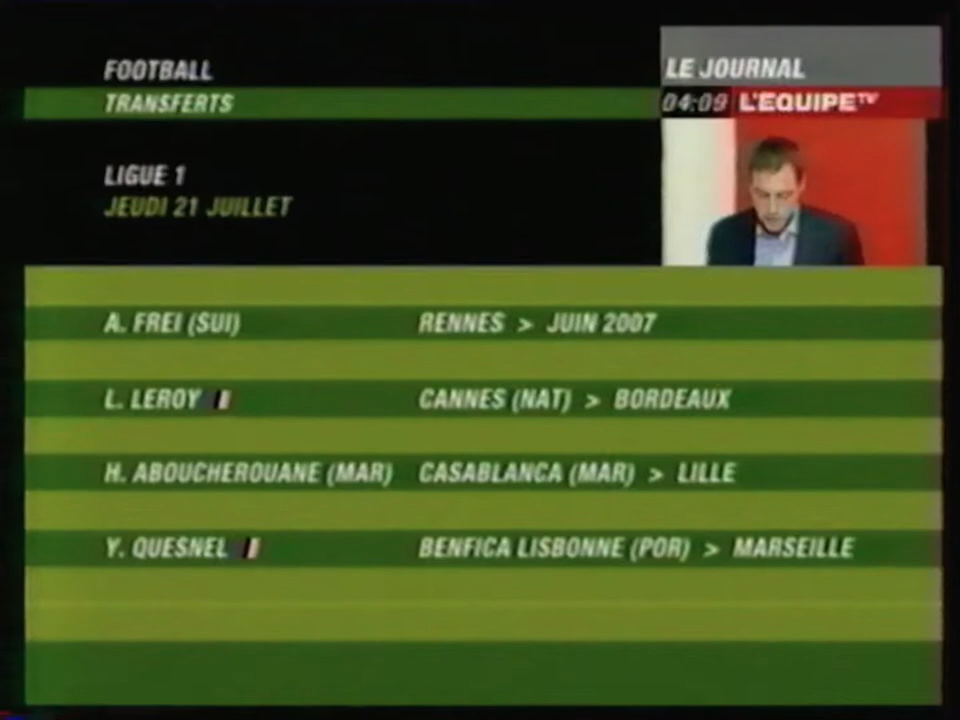 FOOTBALL
TRANSFERTS
LE JOURNAL
04:09 L'EQUIPE TV
LIGUE 1
JEUDI 21 JUILLET
A. FREI (SUI) RENNES > JUIN 2007
L. LEROY CANNES (NAT) > BORDEAUX
H. ABOUCHEROUANE (MAR) CASABLANCA (MAR) > LILLE
Y. QUESNEL BENFICA LISBONNE (POR) > MARSEILLE